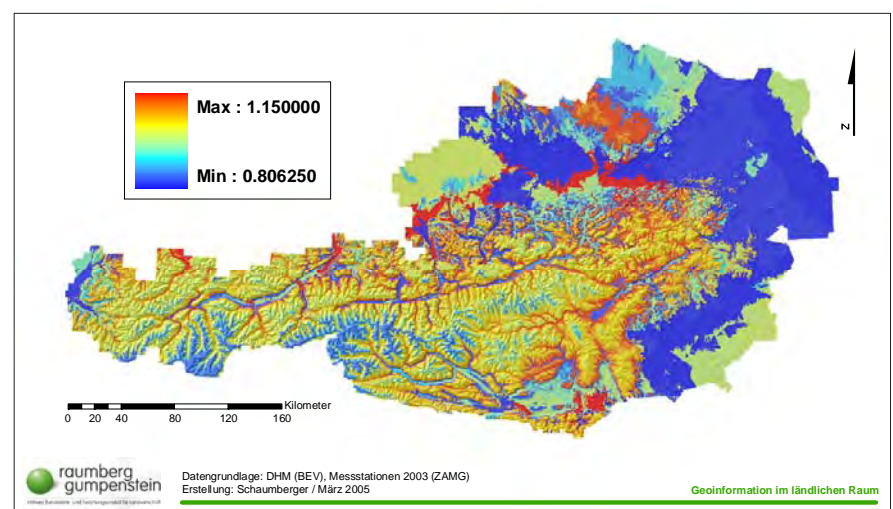 Max : 1.150000
Min : 0.806250
N
Kilometer
0 20 40 80 120 160
raumberg
gumpenstein
Datengrundlage: DHM (BEV), Messstationen 2003 (ZAMG)
Erstellung: Schaumberger / März 2005
Geoinformation im ländlichen Raum